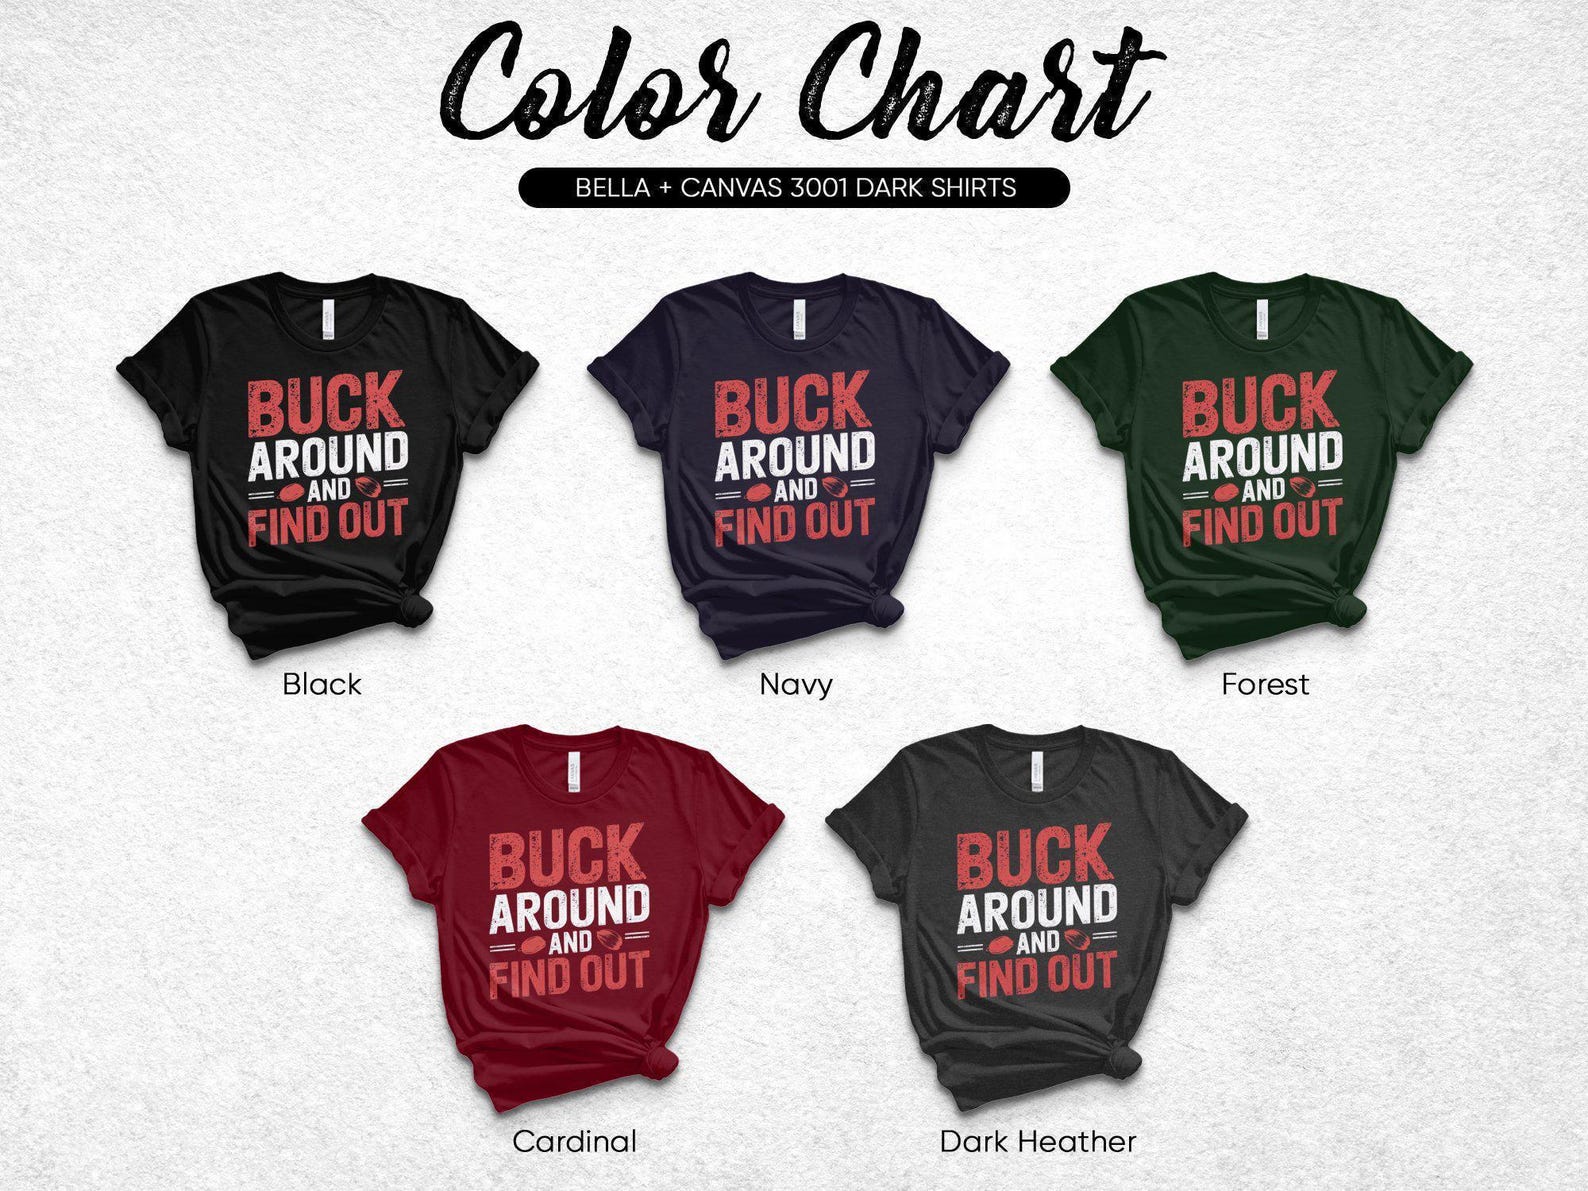 Color Chart
BELLA + CANVAS 3001 DARK SHIRTS
BUCK
AROUND
AND
FIND OUT
Black
BUCK
AROUND
AND
FIND OUT
Navy
BUCK
AROUND
AND
FIND OUT
Forest
BUCK
AROUND
AND
FIND OUT
Cardinal
BUCK
AROUND
AND
FIND OUT
Dark Heather